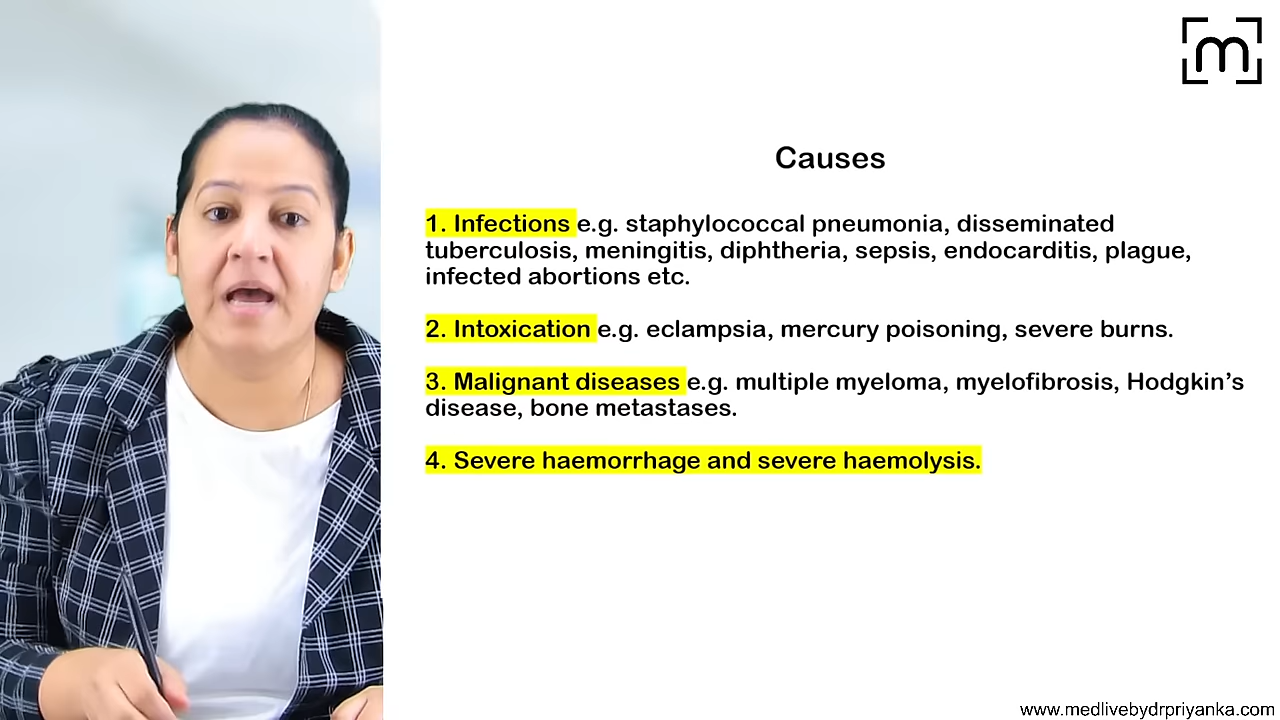 m
Causes
1. Infections e.g. staphylococcal pneumonia, disseminated
tuberculosis, meningitis, diphtheria, sepsis, endocarditis, plague,
infected abortions etc.
2. Intoxication e.g. eclampsia, mercury poisoning, severe burns.
3. Malignant diseases e.g. multiple myeloma, myelofibrosis, Hodgkin’s
disease, bone metastases.
4. Severe haemorrhage and severe haemolysis.
www.medlivebydrpriyanka.com